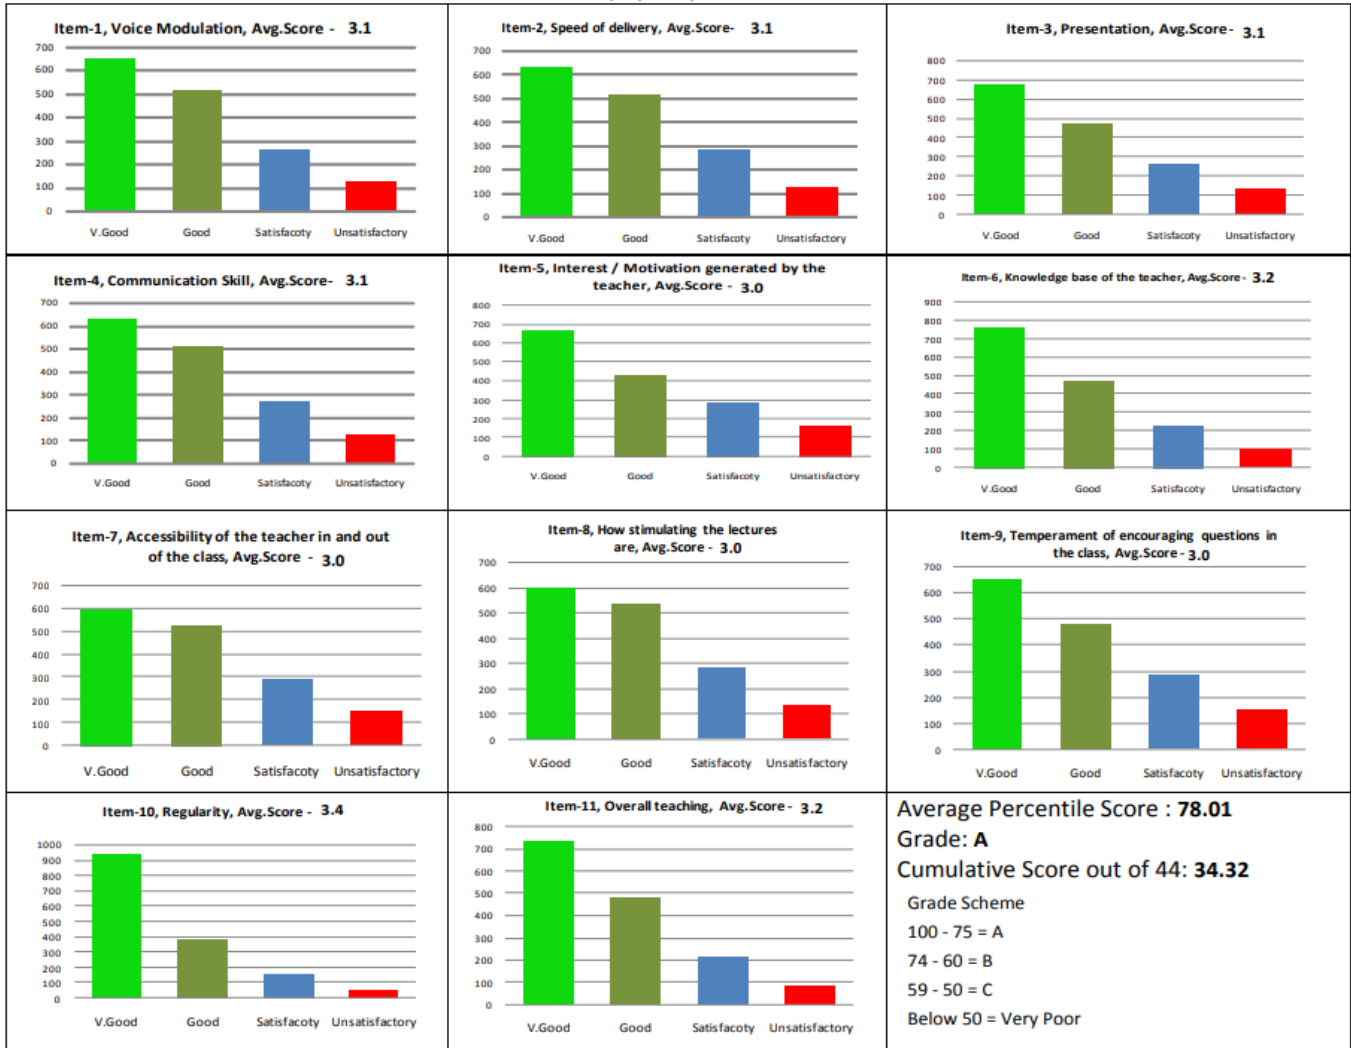 Item-1, Voice Modulation, Avg.Score - 3.1
700
600
500
400
300
200
100
0
V.Good Good Satisfacoty Unsatisfactory
Item-2, Speed of delivery, Avg.Score- 3.1
700
600
500
400
300
200
100
0
V.Good Good Satisfacoty Unsatisfactory
Item-3, Presentation, Avg.Score- 3.1
800
700
600
500
400
300
200
100
0
V.Good Good Satisfacoty Unsatisfactory
Item-4, Communication Skill, Avg.Score- 3.1
700
600
500
400
300
200
100
0
V.Good Good Satisfacoty Unsatisfactory
Item-5, Interest / Motivation generated by the
teacher, Avg.Score - 3.0
800
700
600
500
400
300
200
100
0
V.Good Good Satisfacoty Unsatisfactory
Item-6, Knowledge base of the teacher, Avg.Score- 3.2
900
800
700
600
500
400
300
200
100
0
V.Good Good Satisfacoty Unsatisfactory
Item-7, Accessibility of the teacher in and out
of the class, Avg.Score - 3.0
700
600
500
400
300
200
100
0
V.Good Good Satisfacoty Unsatisfactory
Item-8, How stimulating the lectures
are, Avg.Score - 3.0
700
600
500
400
300
200
100
0
V.Good Good Satisfacoty Unsatisfactory
Item-9, Temperament of encouraging questions in
the class, Avg.Score - 3.0
700
600
500
400
300
200
100
0
V.Good Good Satisfacoty Unsatisfactory
Item-10, Regularity, Avg.Score - 3.4
1000
900
800
700
600
500
400
300
200
100
0
V.Good Good Satisfacoty Unsatisfactory
Item-11, Overall teaching, Avg.Score - 3.2
800
700
600
500
400
300
200
100
0
V.Good Good Satisfacoty Unsatisfactory
Average Percentile Score : 78.01
Grade: A
Cumulative Score out of 44: 34.32
Grade Scheme
100 - 75 = A
74 - 60 = B
59 - 50 = C
Below 50 = Very Poor